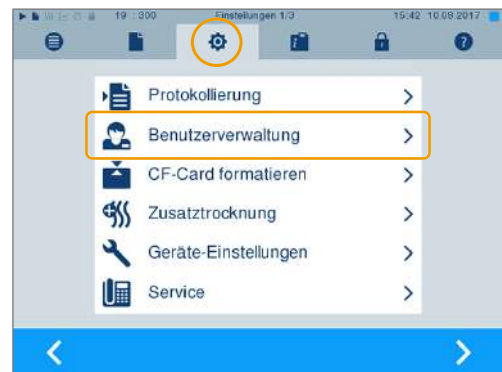 19 : 300 Einstellungen 1/3 15:42 10.08.2017
Protokollierung
Benutzerverwaltung
CF-Card formatieren
Zusatztrocknung
Geräte-Einstellungen
Service